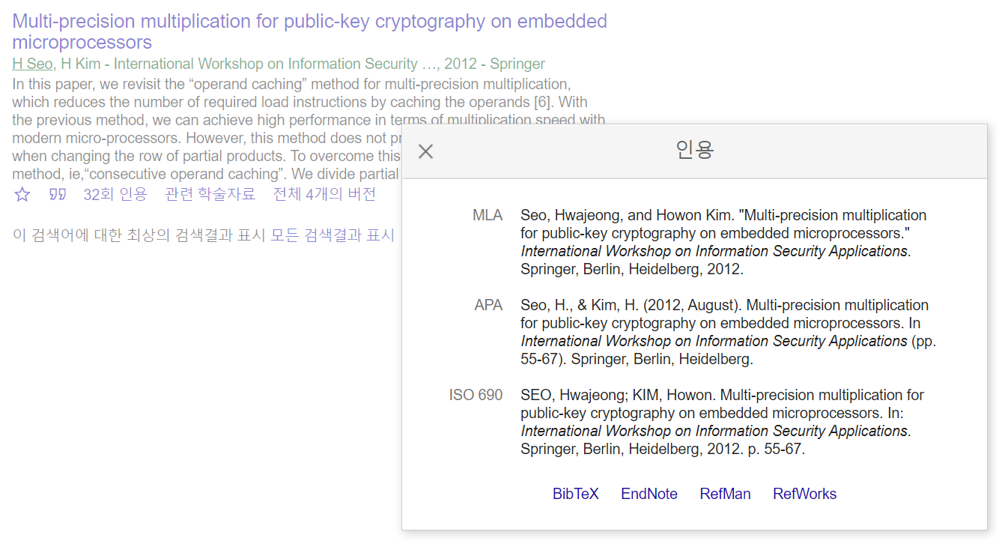 Multi-precision multiplication for public-key cryptography on embedded
microprocessors
H Seo, H Kim - International Workshop on Information Security …, 2012 - Springer
In this paper, we revisit the “operand caching” method for multi-precision multiplication,
which reduces the number of required load instructions by caching the operands [6]. With
the previous method, we can achieve high performance in terms of multiplication speed with
modern micro-processors. However, this method does not
when changing the row of partial products. To overcome this
method, ie,“consecutive operand caching”. We divide partial
32회 인용 관련 학술자료 전체 4개의 버전
이 검색어에 대한 최상의 검색결과 표시 모든 검색결과 표시
인용
MLA Seo, Hwajeong, and Howon Kim. "Multi-precision multiplication
for public-key cryptography on embedded microprocessors."
International Workshop on Information Security Applications.
Springer, Berlin, Heidelberg, 2012.
APA Seo, H., & Kim, H. (2012, August). Multi-precision multiplication
for public-key cryptography on embedded microprocessors. In
International Workshop on Information Security Applications (pp.
55-67). Springer, Berlin, Heidelberg.
ISO 690 SEO, Hwajeong; KIM, Howon. Multi-precision multiplication for
public-key cryptography on embedded microprocessors. In:
International Workshop on Information Security Applications.
Springer, Berlin, Heidelberg, 2012. p. 55-67.
BibTeX EndNote RefMan RefWorks